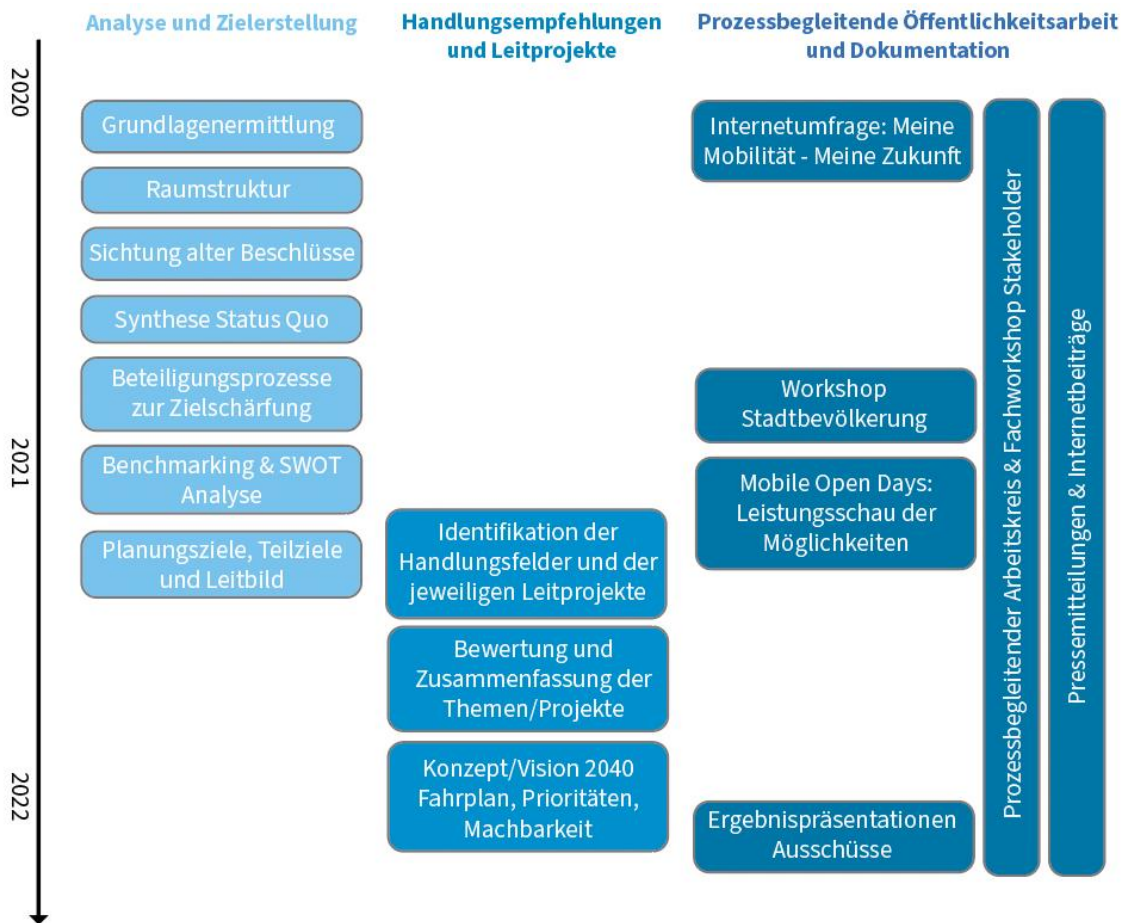 Analyse und Zielerstellung
Handlungsempfehlungen
und Leitprojekte
Prozessbegleitende Öffentlichkeitsarbeit
und Dokumentation
2020
2021
2022
Grundlagenermittlung
Raumstruktur
Sichtung alter Beschlüsse
Synthese Status Quo
Beteiligungsprozesse
zur Zielschärfung
Benchmarking & SWOT
Analyse
Planungsziele, Teilziele
und Leitbild
Identifikation der
Handlungsfelder und der
jeweiligen Leitprojekte
Bewertung und
Zusammenfassung der
Themen/Projekte
Konzept/Vision 2040
Fahrplan, Prioritäten,
Machbarkeit
Internetumfrage: Meine
Mobilität - Meine Zukunft
Workshop
Stadtbevölkerung
Mobile Open Days:
Leistungsschau der
Möglichkeiten
Ergebnispräsentationen
Ausschüsse
Prozessbegleitender Arbeitskreis & Fachworkshop Stakeholder
Pressemitteilungen & Internetbeiträge